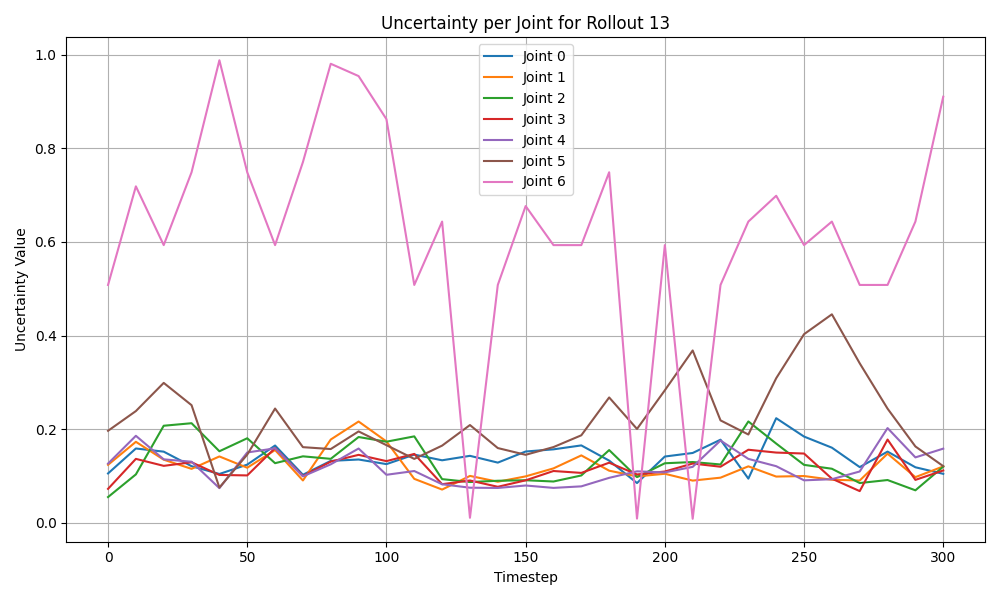 Uncertainty per Joint for Rollout 13
Joint 0
Joint 1
Joint 2
Joint 3
Joint 4
Joint 5
Joint 6
Uncertainty Value
1.0
0.8
0.6
0.4
0.2
0.0
0 50 100 150 200 250 300
Timestep